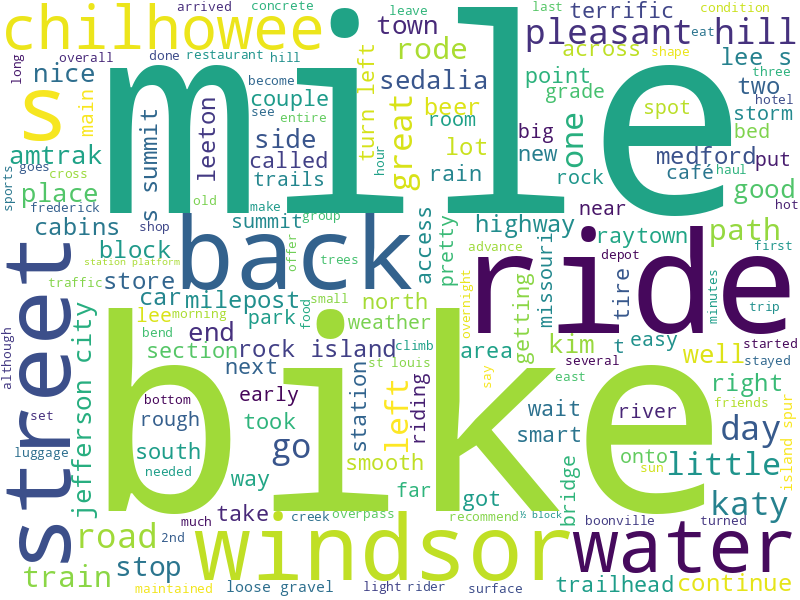 arrived
concrete
leave
last
condition
chilhowee
mile
terrific
eat
pleasant hill
overall
done
restaurant
hill
town
across
shape
long
nice
become
rode
lee s
three
main
couple
turn left
sedalia
point
two
hotel
s
see
great
beer
grade
spot
storm
entire
room
side
one
big
bed
amtrak
s summit
leeton
called
lot
new
medford
put
goes
hour
rain
rock
café
haul
sports
cross
trails
place
old
make
good
hot
frederick
summit
group
access
pretty
highway
near
path
cabins
shop
back
ride
raytown
block
offer
trees
advance
depot
first
station platform
missouri
tire
store
traffic
car
milepost
small
north
overnight
getting
minutes
trip
street
lee
morning
park
food
weather
kim
t
easy
started
although
bend
end
section
rock island
climb
area
several
well
stayed
jefferson city
next
st louis
say
east
right
bike
bottom
early
station
left
riding
wait
river
friends
set
rough
took
smart
day
luggage
south
go
smooth
onto
little
island spur
needed
way
far
got
bridge
sun
katy
much
take
creek
overpass
recommend
½ block
boonville
turned
road
2nd
windsor
water
train
stop
maintained
loose gravel
light
rider
surface
trailhead
continue